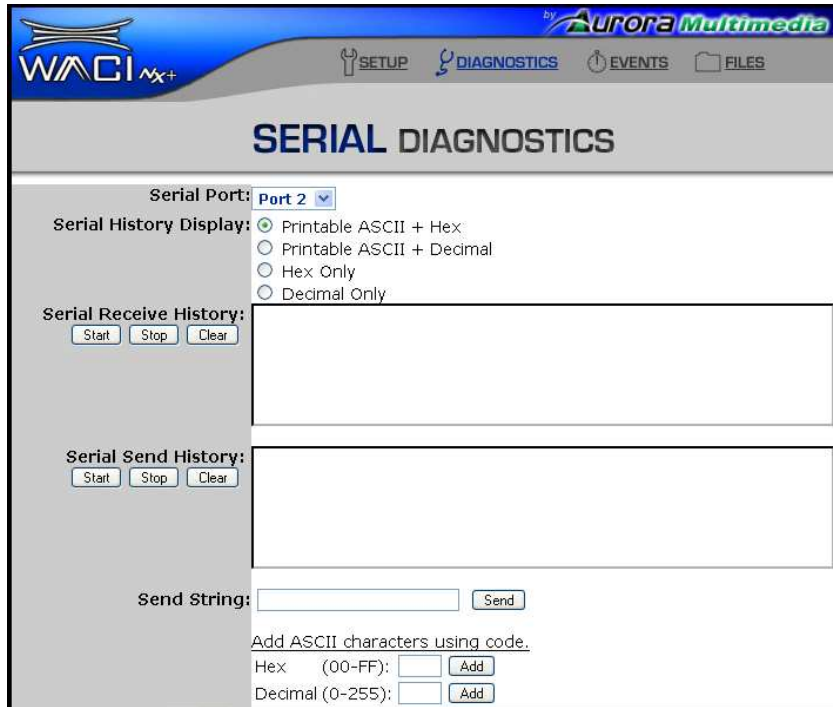 by Aurora Multimedia
WACI NX+
SETUP DIAGNOSTICS EVENTS FILES
SERIAL DIAGNOSTICS
Serial Port: Port 2
Serial History Display: Printable ASCII + Hex
Printable ASCII + Decimal
Hex Only
Decimal Only
Serial Receive History:
Start Stop Clear
Serial Send History:
Start Stop Clear
Send String: Send
Add ASCII characters using code.
Hex (00-FF): Add
Decimal (0-255): Add